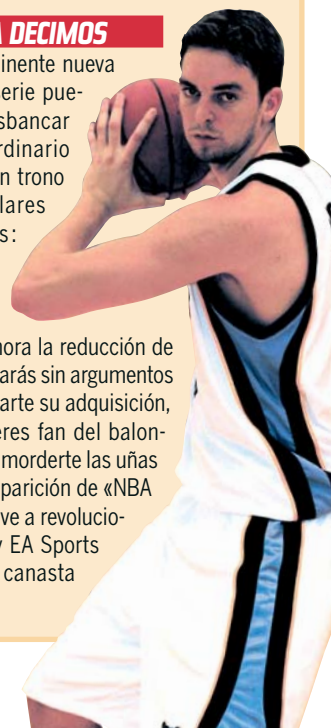 A DECIMOS
inente nueva
serie pue-
sbancar
rdinario
n trono
lares
s:
hora la reducción de
arás sin argumentos
arte su adquisición,
eres fan del balon-
morderte las uñas
parición de «NBA
ve a revolucio-
y EA Sports
canasta